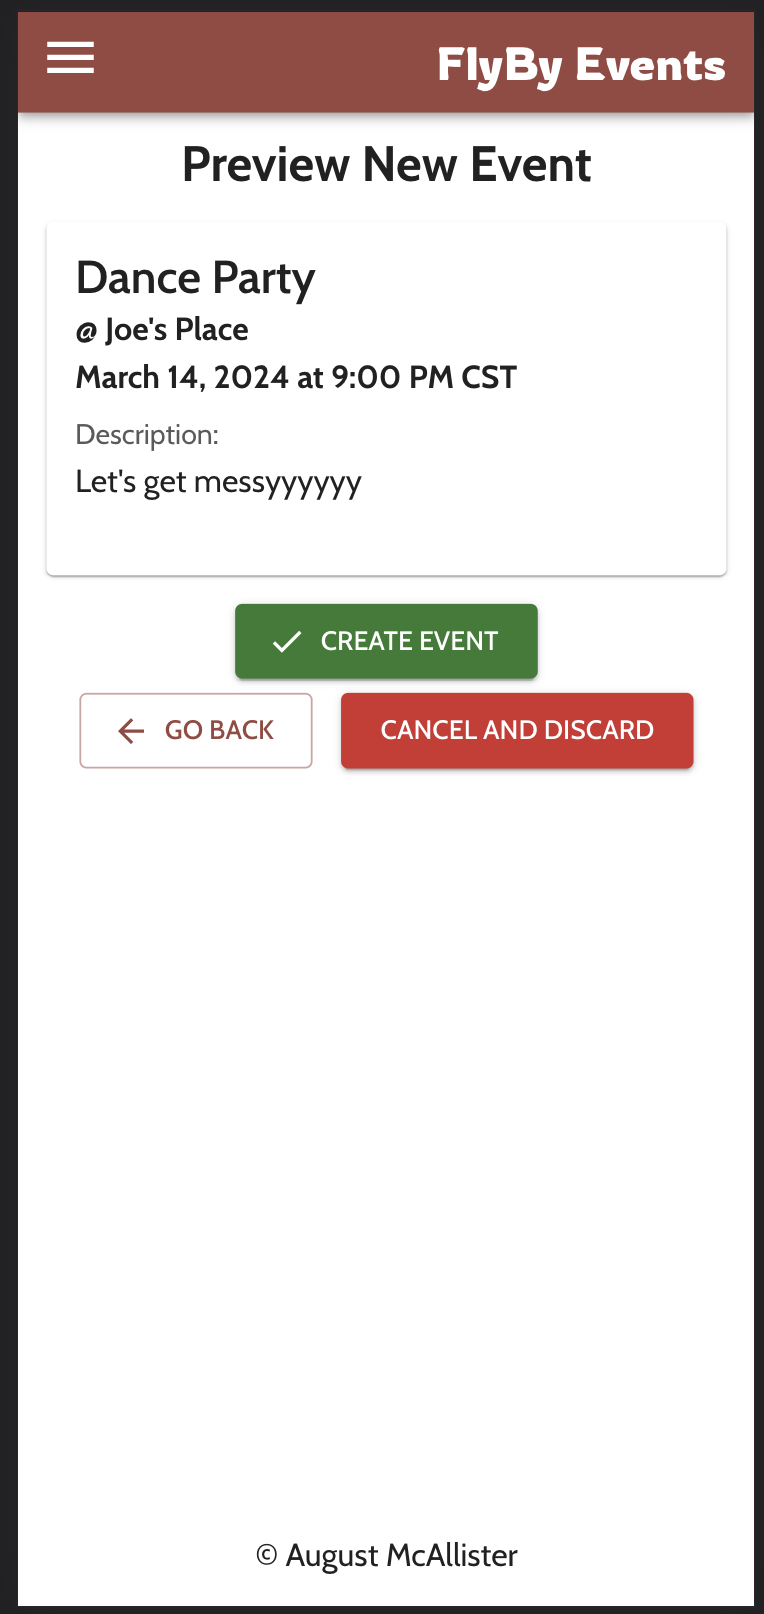 FlyBy Events
Preview New Event
Dance Party
@ Joe's Place
March 14, 2024 at 9:00 PM CST
Description:
Let's get messyyyyyy
CREATE EVENT
GO BACK
CANCEL AND DISCARD
© August McAllister